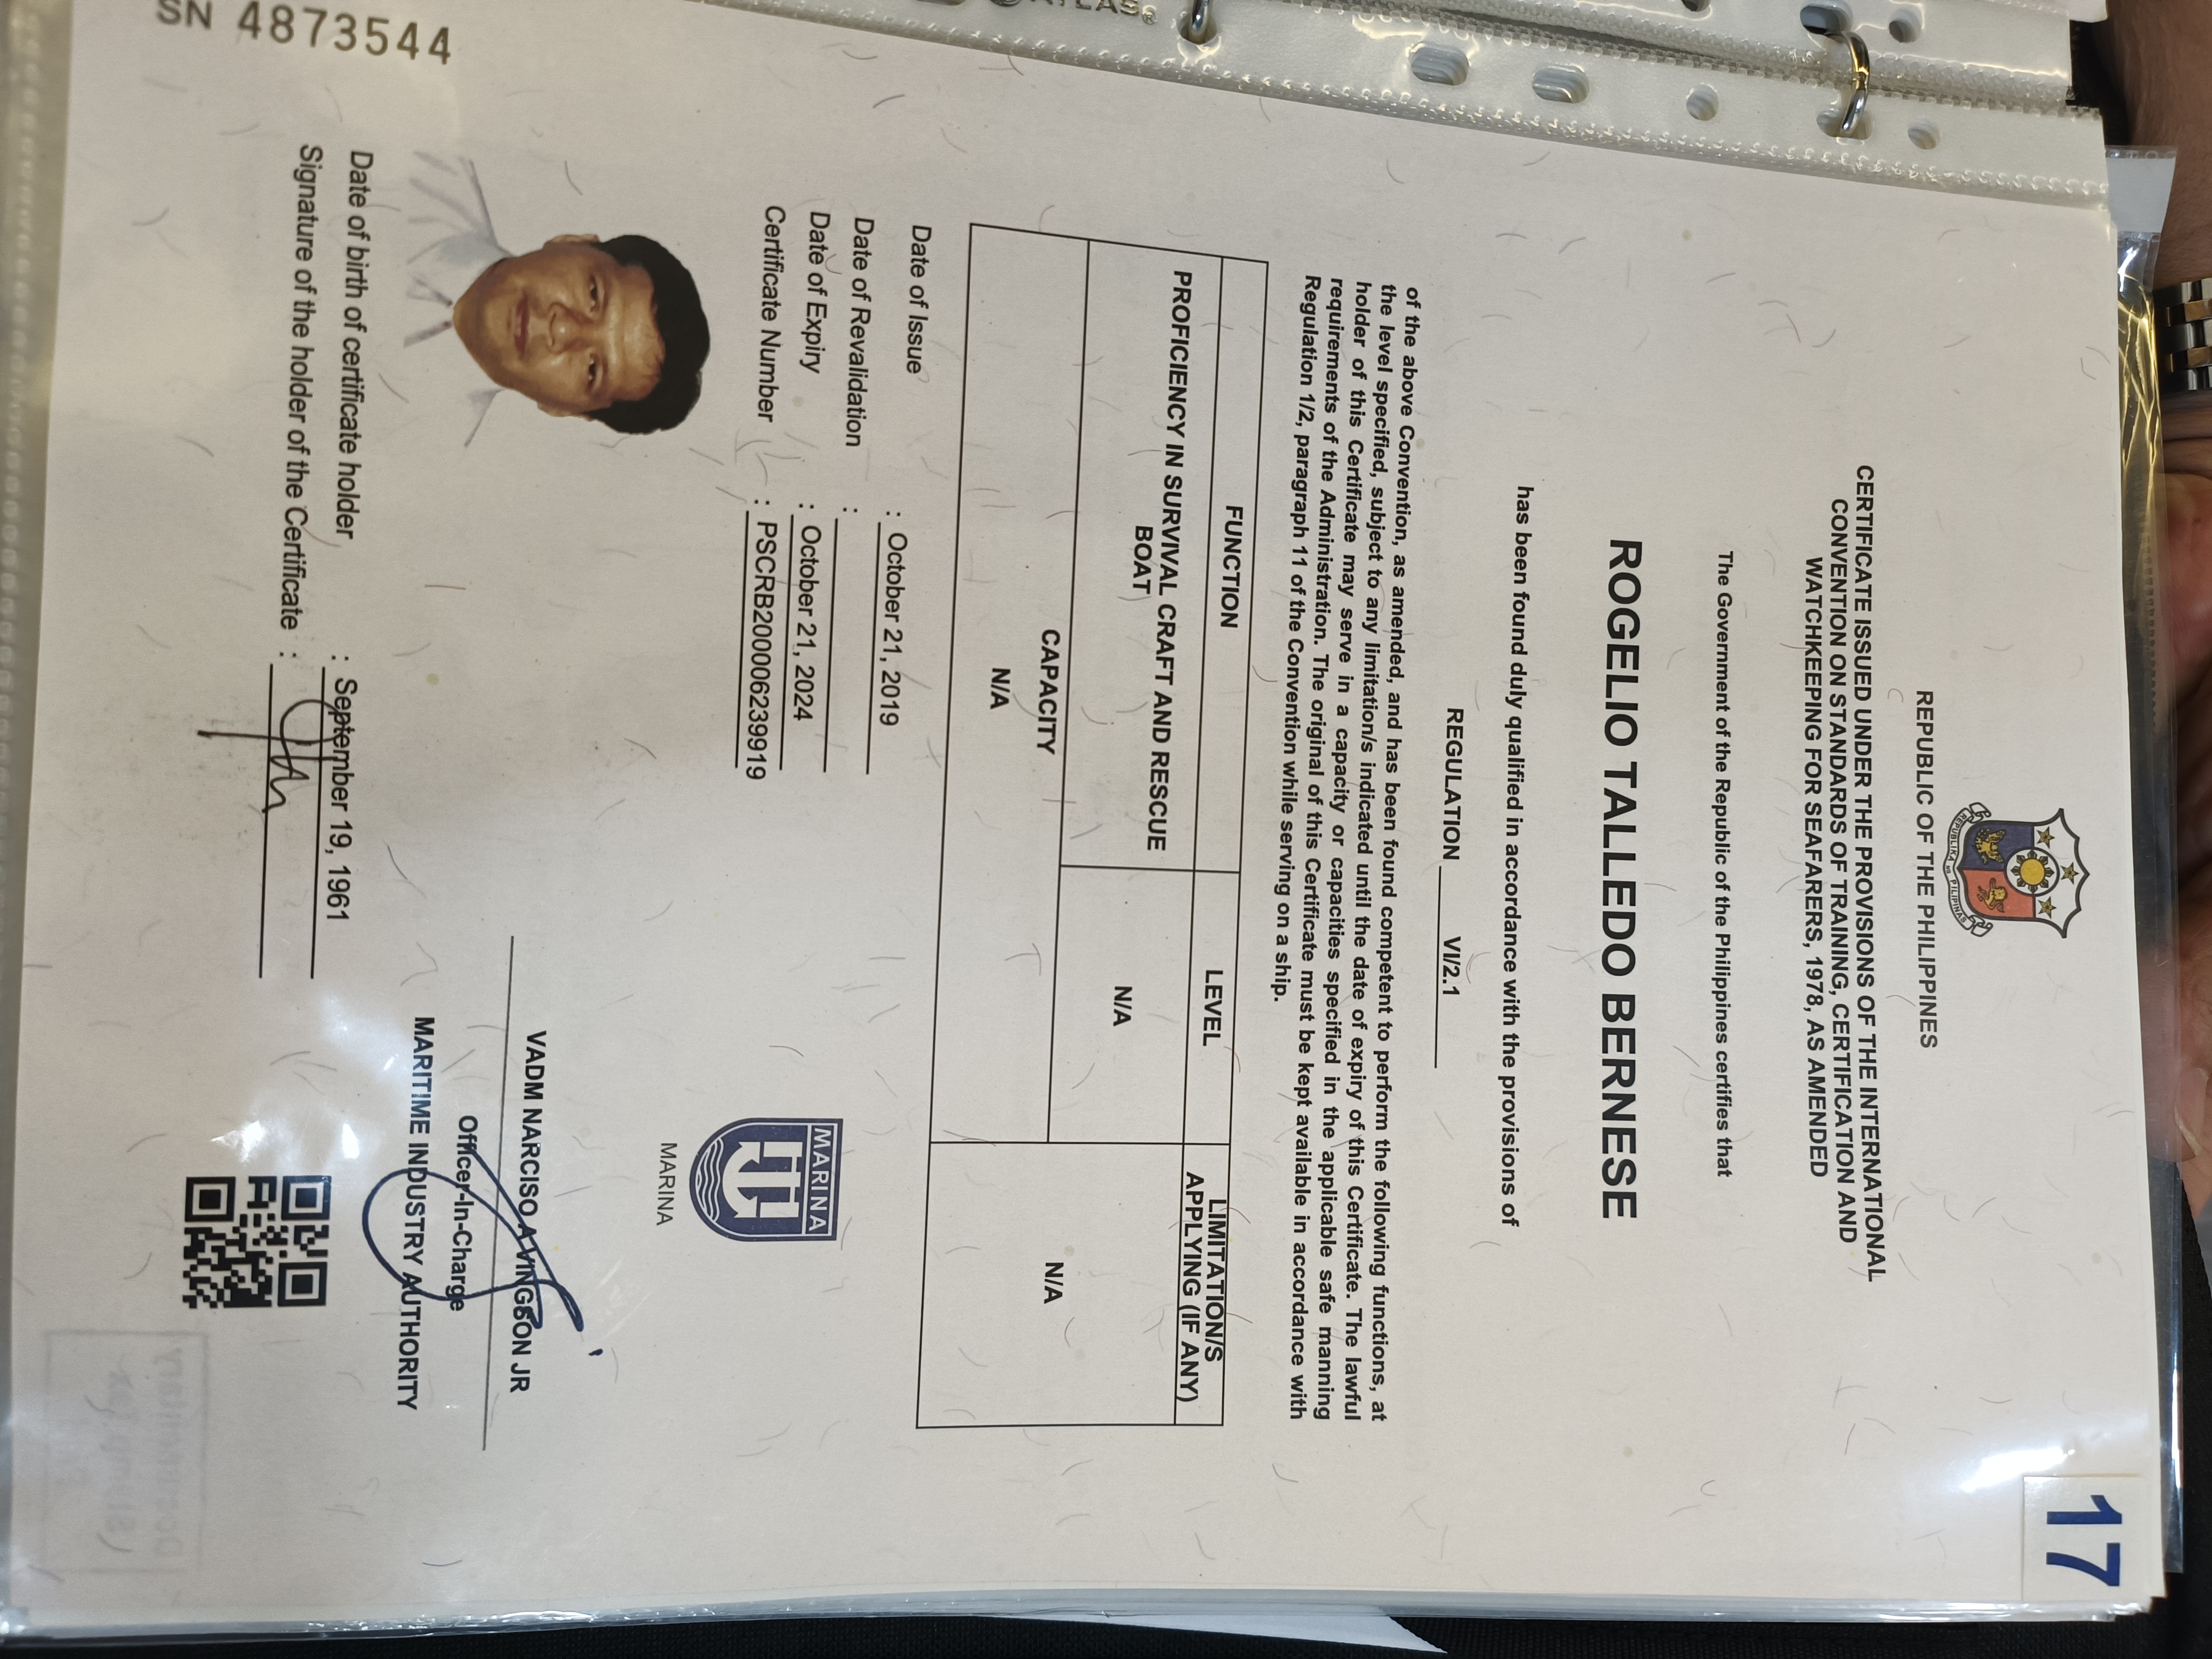 ATLAS®
17
REPUBLIKA NG PILIPINAS
REPUBLIC OF THE PHILIPPINES
CERTIFICATE ISSUED UNDER THE PROVISIONS OF THE INTERNATIONAL
CONVENTION ON STANDARDS OF TRAINING, CERTIFICATION AND
WATCHKEEPING FOR SEAFARERS, 1978, AS AMENDED
The Government of the Republic of the Philippines certifies that
ROGELIO TALLEDO BERNESE
has been found duly qualified in accordance with the provisions of
REGULATION VI/2.1
of the above Convention, as amended, and has been found competent to perform the following functions, at
the level specified, subject to any limitation/s indicated until the date of expiry of this Certificate. The lawful
holder of this Certificate may serve in a capacity or capacities specified in the applicable safe manning
requirements of the Administration. The original of this Certificate must be kept available in accordance with
Regulation 1/2, paragraph 11 of the Convention while serving on a ship.
FUNCTION LEVEL LIMITATION/S
APPLYING (IF ANY)
PROFICIENCY IN SURVIVAL CRAFT AND RESCUE
BOAT N/A N/A
CAPACITY
N/A
Date of Issue : October 21, 2019
Date of Revalidation :
Date of Expiry : October 21, 2024
Certificate Number : PSCRB200006239919
MARINA
MARINA
VADM NARCISO A VINGSON JR
Officer-In-Charge
MARITIME INDUSTRY AUTHORITY
Date of birth of certificate holder : September 19, 1961
Signature of the holder of the Certificate :
SN 4873544